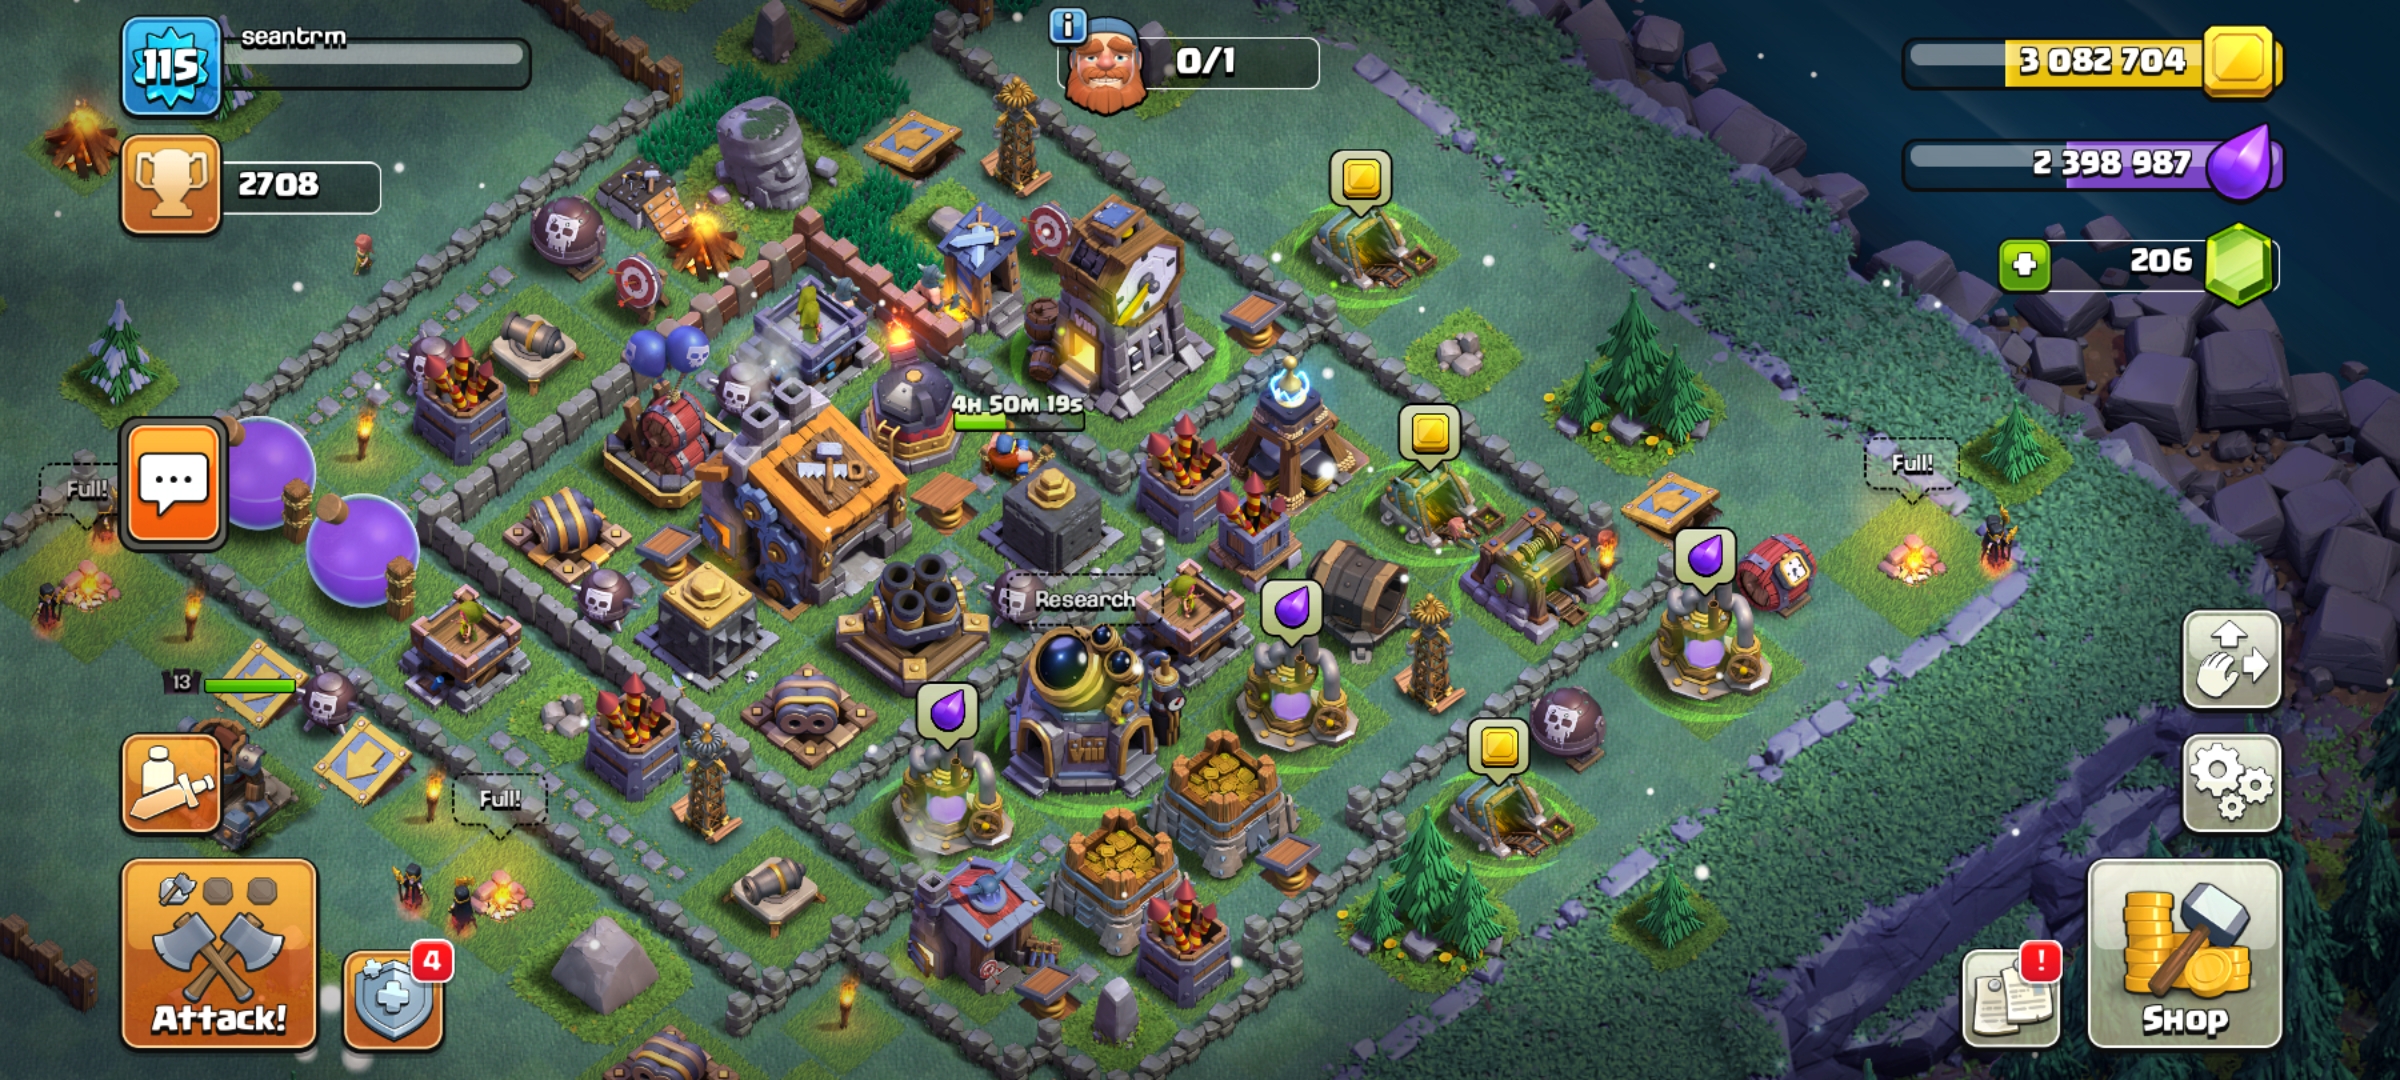 115
seantrm
0/1
3 082 704
2708
2 398 987
206
4H 50M 19S
Full!
Full!
Research
13
Full!
4
Attack!
!
Shop